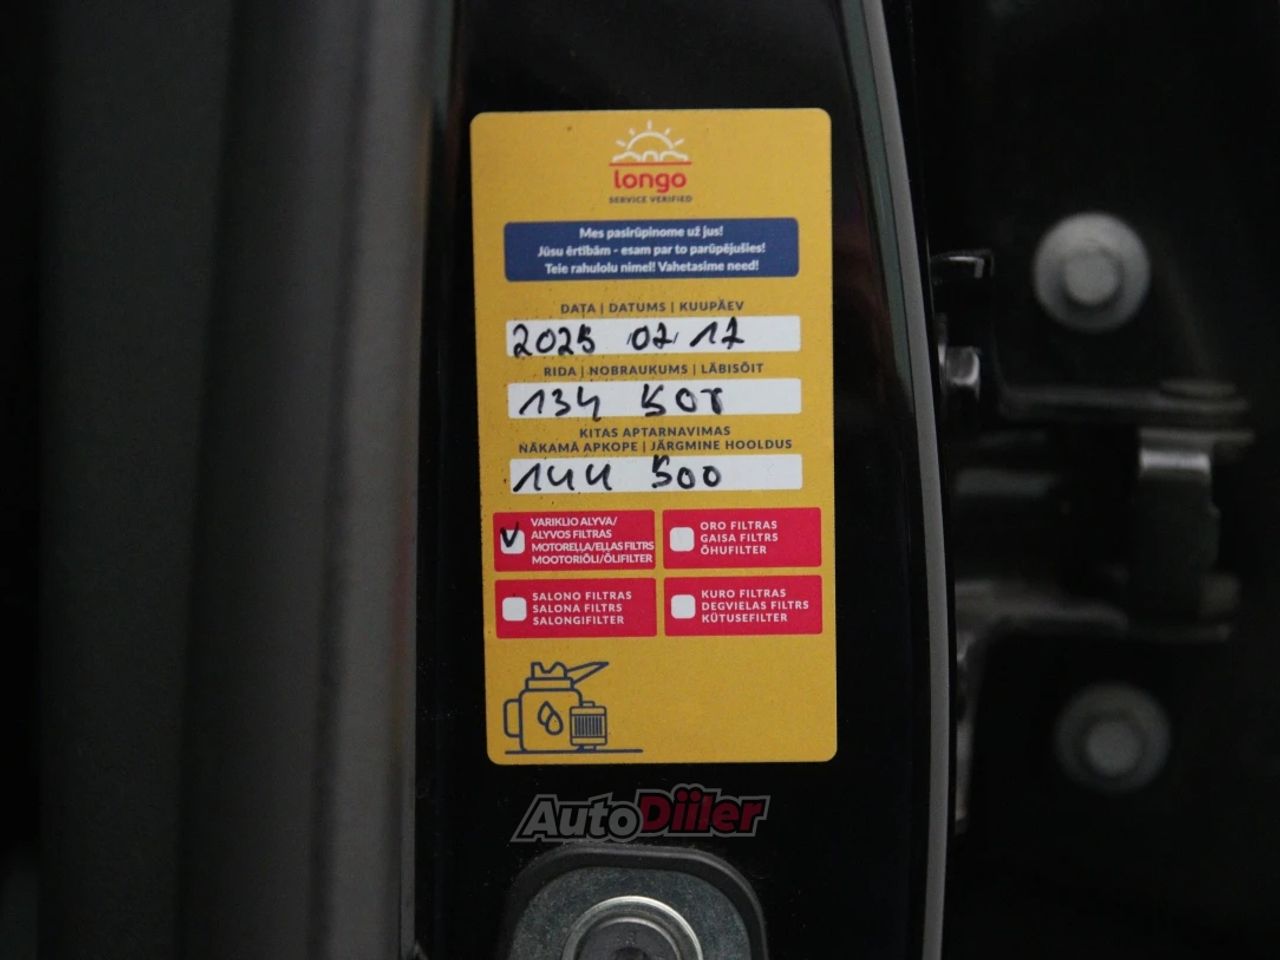 longo
SERVICE VERIFIED
Mes pasirūpinome už jus!
Jūsu ērtībām - esam par to parūpējušies!
Teie rahulolu nimel! Vahetasime need!
DATA | DATUMS | KUUPÄEV
2025 02 17
RIDA | NOBRAUKUMS | LÄBISÕIT
134 508
KITAS APTARNAVIMAS
NĀKAMĀ APKOPE | JÄRGMINE HOOLDUS
144 500
V
VARIKLIO ALYVA/
ALYVOS FILTRAS
MOTOREĻĻA/EĻĻAS FILTRS
MOOTORIÕLI/ÕLIFILTER
ORO FILTRAS
GAISA FILTRS
ÕHUFILTER
SALONO FILTRAS
SALONA FILTRS
SALONGIFILTER
KURO FILTRAS
DEGVIELAS FILTRS
KÜTUSEFILTER
AutoDiiler